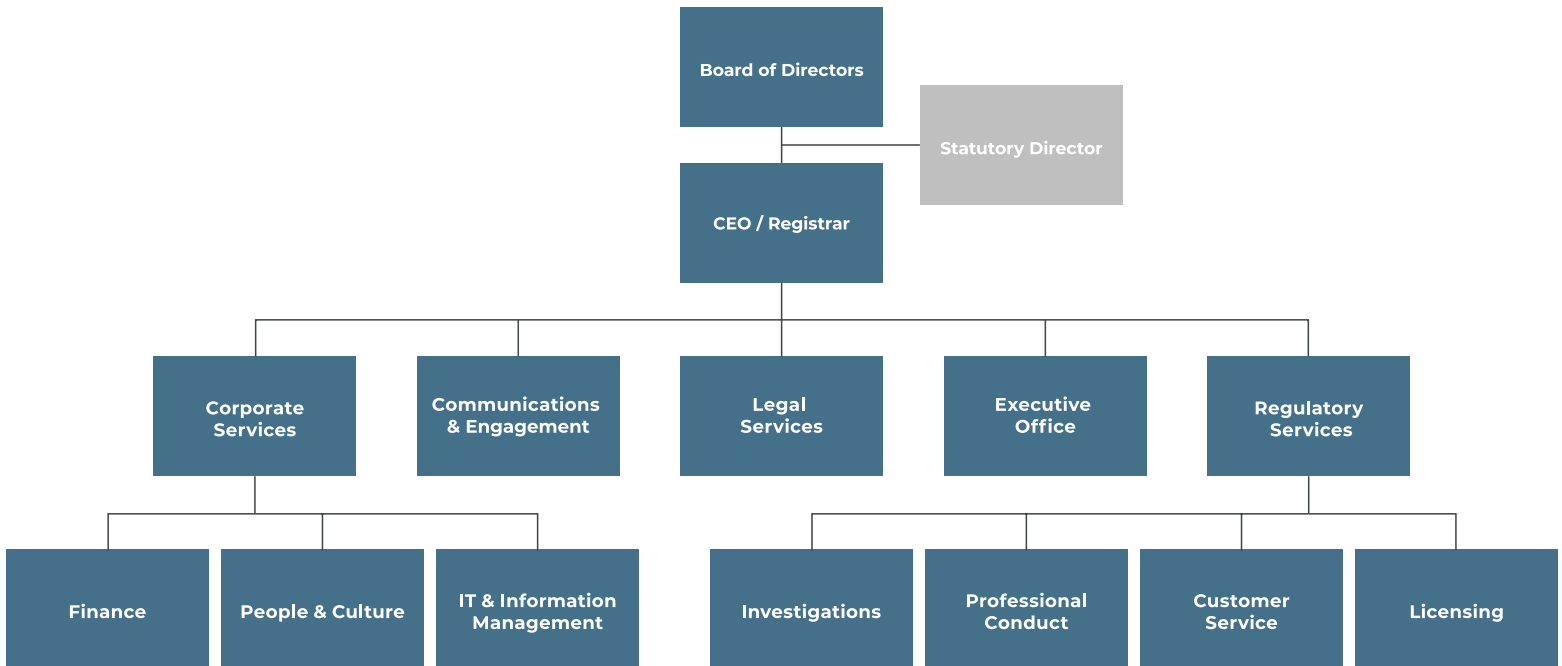 Board of Directors
Statutory Director
CEO / Registrar
Corporate
Services
Communications
& Engagement
Legal
Services
Executive
Office
Regulatory
Services
Finance
People & Culture
IT & Information
Management
Investigations
Professional
Conduct
Customer
Service
Licensing